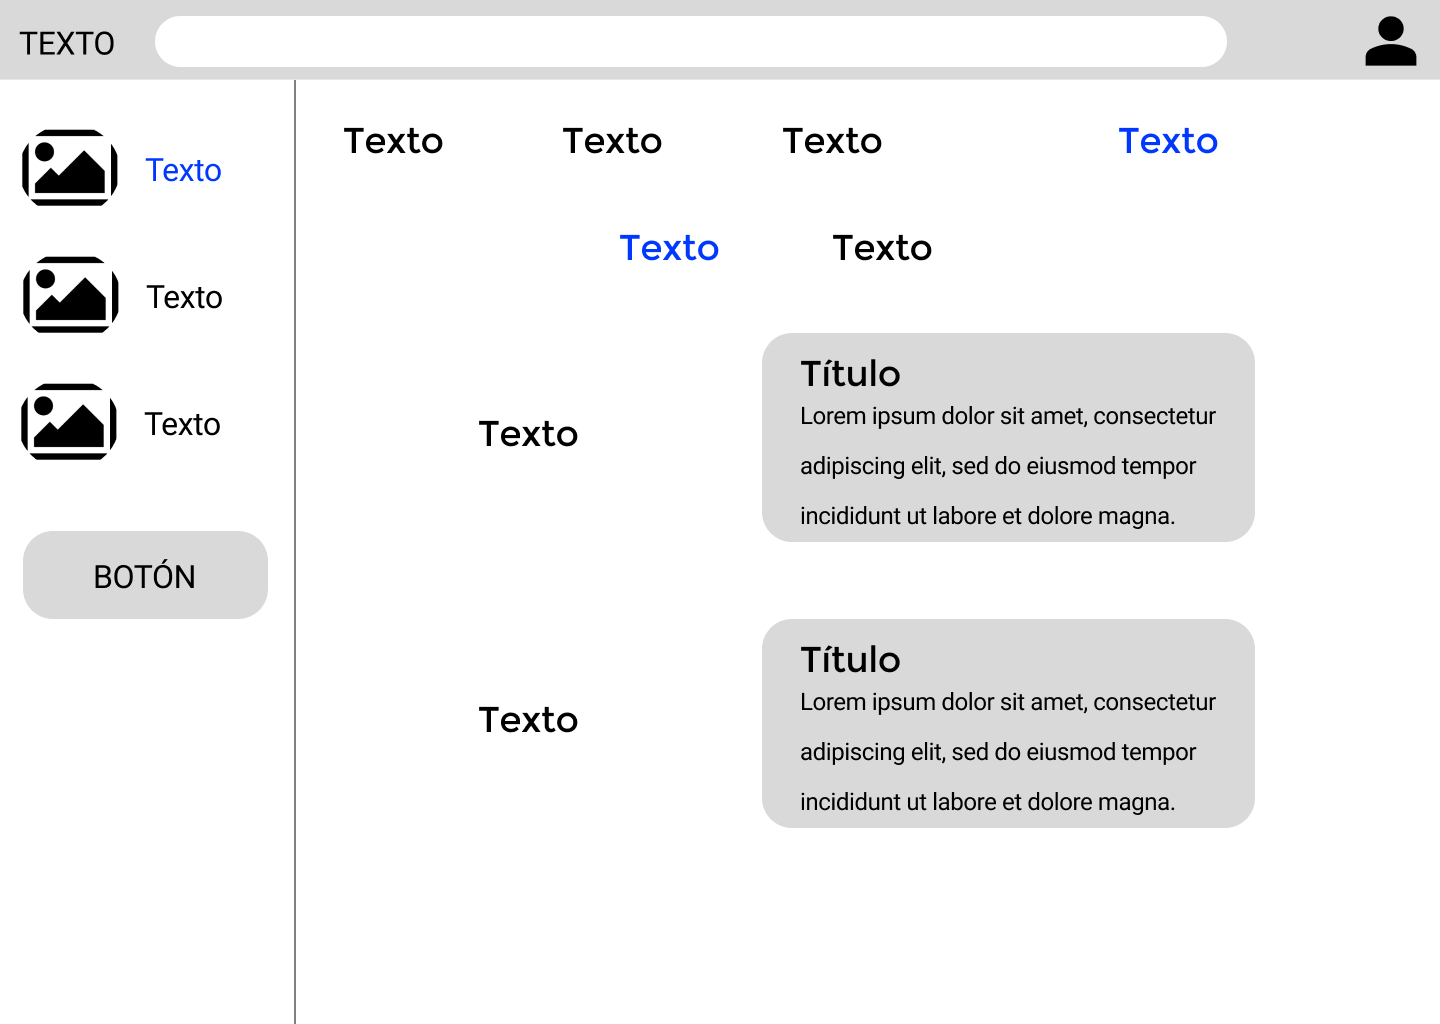 TEXTO
Texto
Texto
Texto
BOTÓN
Texto Texto Texto Texto
Texto Texto
Texto
Título
Lorem ipsum dolor sit amet, consectetur
adipiscing elit, sed do eiusmod tempor
incididunt ut labore et dolore magna.
Texto
Título
Lorem ipsum dolor sit amet, consectetur
adipiscing elit, sed do eiusmod tempor
incididunt ut labore et dolore magna.